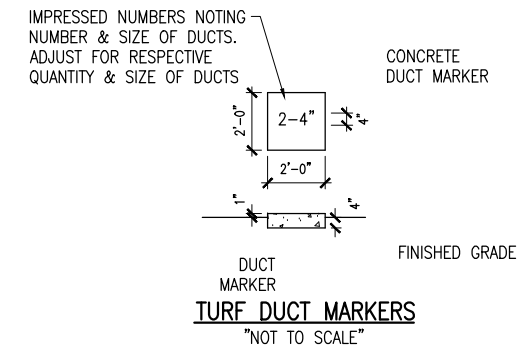 IMPRESSED NUMBERS NOTING
NUMBER & SIZE OF DUCTS.
ADJUST FOR RESPECTIVE
QUANTITY & SIZE OF DUCTS
CONCRETE
DUCT MARKER
2'-0"
2-4"
4"
2'-0"
1"
4"
FINISHED GRADE
DUCT
MARKER
TURF DUCT MARKERS
"NOT TO SCALE"